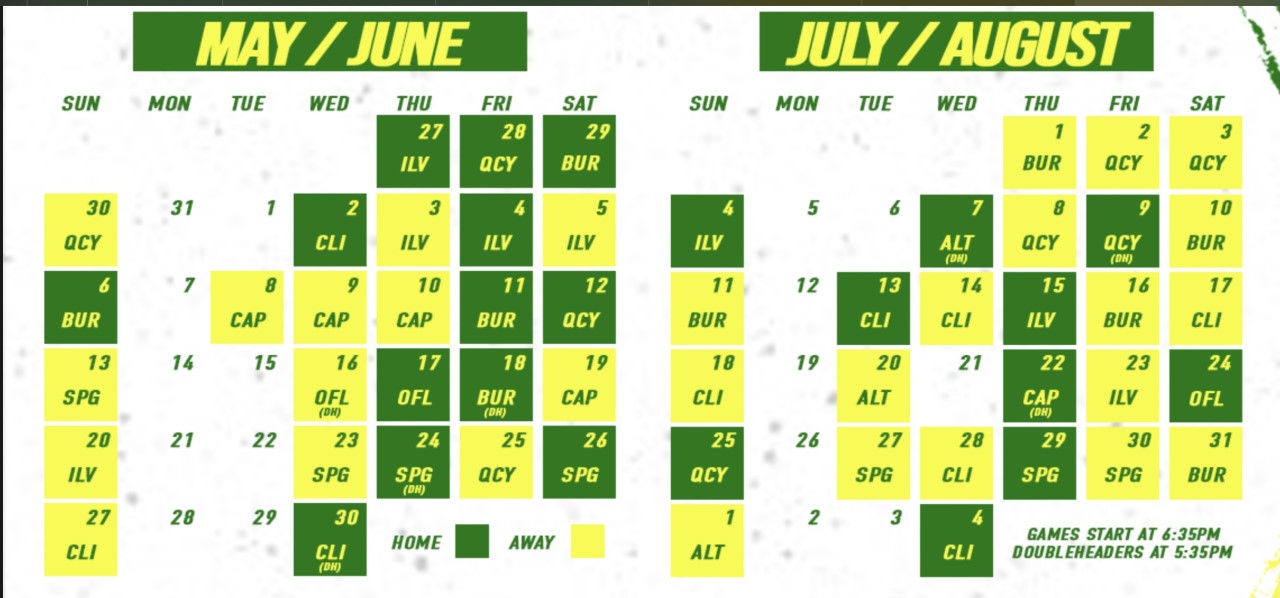 MAY / JUNE
SUN MON TUE WED THU FRI SAT
27 28 29
ILV QCY BUR
30 31 1 2 3 4 5
QCY CLI ILV ILV ILV
6 7 8 9 10 11 12
BUR CAP CAP CAP BUR QCY
13 14 15 16 17 18 19
SPG OFL OFL BUR CAP
(DH) (DH)
20 21 22 23 24 25 26
ILV SPG SPG QCY SPG
(DH)
27 28 29 30
CLI CLI
(DH)
HOME AWAY
JULY / AUGUST
SUN MON TUE WED THU FRI SAT
1 2 3
BUR QCY QCY
4 5 6 7 8 9 10
ILV ALT QCY QCY BUR
(DH) (DH)
11 12 13 14 15 16 17
BUR CLI CLI ILV BUR CLI
18 19 20 21 22 23 24
CLI ALT CAP ILV OFL
(DH)
25 26 27 28 29 30 31
QCY SPG CLI SPG SPG BUR
1 2 3 4
ALT CLI
GAMES START AT 6:35PM
DOUBLEHEADERS AT 5:35PM